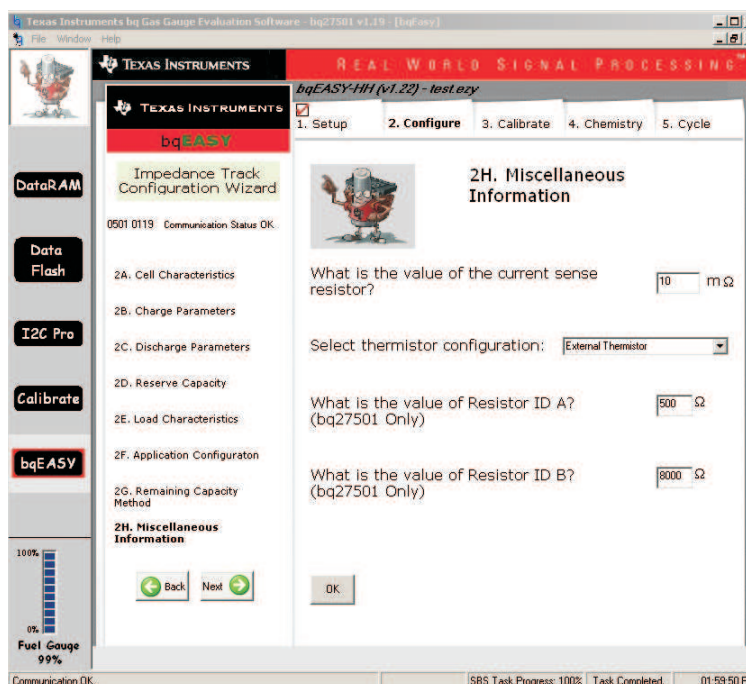 Texas Instruments bq Gas Gauge Evaluation Software - bq27501 v1.19 - [bqEasy]
File Window Help
TEXAS INSTRUMENTS
REAL WORLD SIGNAL PROCESSING™
bqEASY-HH (v1.22) - test.ezy
TEXAS INSTRUMENTS
bqEASY
1. Setup
2. Configure
3. Calibrate
4. Chemistry
5. Cycle
Impedance Track
Configuration Wizard
0501 0119 Communication Status OK
2A. Cell Characteristics
2B. Charge Parameters
2C. Discharge Parameters
2D. Reserve Capacity
2E. Load Characteristics
2F. Application Configuraton
2G. Remaining Capacity
Method
2H. Miscellaneous
Information
Back
Next
DataRAM
Data
Flash
I2C Pro
Calibrate
bqEASY
100%
0%
Fuel Gauge
99%
2H. Miscellaneous
Information
What is the value of the current sense
resistor?
10 mΩ
Select thermistor configuration:
External Thermistor
What is the value of Resistor ID A?
(bq27501 Only)
500 Ω
What is the value of Resistor ID B?
(bq27501 Only)
8000 Ω
OK
Communication OK.
SBS Task Progress: 100%
Task Completed.
01:59:50